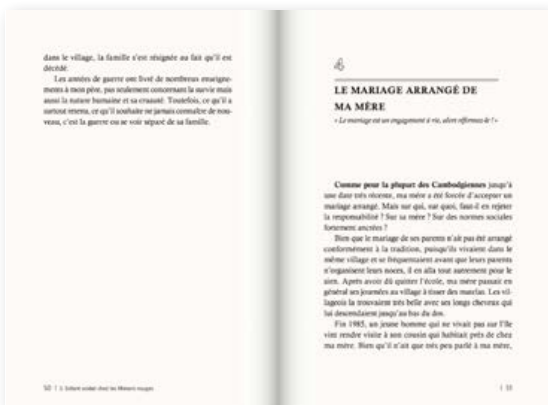 dans le village, la famille s'est résignée au fait qu'il est
décédé.
Les années de guerre ont livré de nombreux enseigne-
ments à mon père, pas seulement concernant la survie mais
aussi la nature humaine et sa cruauté. Toutefois, ce qu'il a
surtout retenu, ce qu'il souhaite ne jamais connaître de nou-
veau, c'est la guerre ou se voir séparé de sa famille.
50 | 3. Enfant soldat chez les Khmers rouges
4
LE MARIAGE ARRANGÉ DE
MA MÈRE
« Le mariage est un engagement à vie, alors »
Comme pour la plupart des Cambodgiennes jusqu'à
une date très récente, ma mère a été forcée d'accepter un
mariage arrangé. Mais sur qui, sur quoi, faut-il en rejeter
la responsabilité ? Sur sa mère ? Sur des normes sociales
fortement ancrées ?
Bien que le mariage de ses parents n'ait pas été arrangé
conformément à la tradition, puisqu'ils vivaient dans le
même village et se fréquentaient avant que leurs parents
n'organisent leurs noces, il en alla tout autrement pour le
sien. Après avoir dû quitter l'école, ma mère passait en
général ses journées au village à tisser des matelas. Les vil-
lageois la trouvaient très belle avec ses longs cheveux qui
lui descendaient jusqu'au bas du dos.
Fin 1985, un jeune homme qui ne vivait pas sur l'île
vint rendre visite à son cousin qui habitait près de chez
ma mère. Bien qu'il n'ait que très peu parlé à ma mère,
| 51